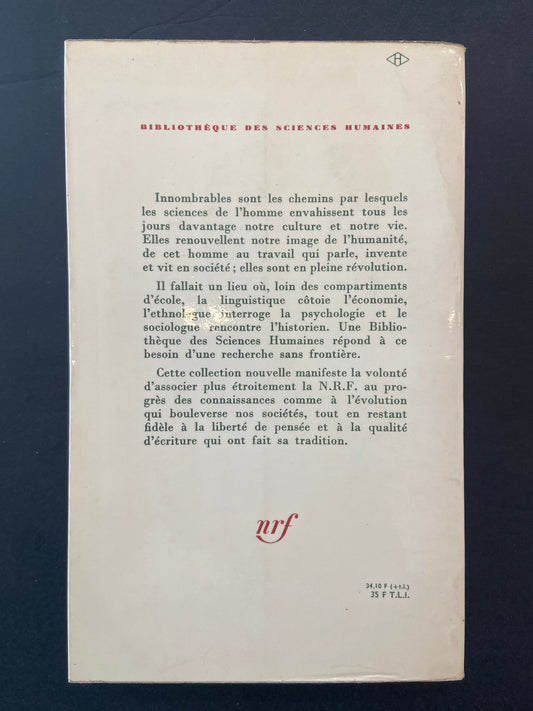 H
BIBLIOTHÈQUE DES SCIENCES HUMAINES
Innombrables sont les chemins par lesquels
les sciences de l'homme envahissent tous les
jours davantage notre culture et notre vie.
Elles renouvellent notre image de l'humanité,
de cet homme au travail qui parle, invente
et vit en société ; elles sont en pleine révolution.
Il fallait un lieu où, loin des compartiments
d'école, la linguistique côtoie l'économie,
l'ethnologue interroge la psychologie et le
sociologue rencontre l'historien. Une Biblio-
thèque des Sciences Humaines répond à ce
besoin d'une recherche sans frontière.
Cette collection nouvelle manifeste la volonté
d'associer plus étroitement la N.R.F. au pro-
grès des connaissances comme à l'évolution
qui bouleverse nos sociétés, tout en restant
fidèle à la liberté de pensée et à la qualité
d'écriture qui ont fait sa tradition.
nrf
34,10 F (+t.l.)
35 F T.L.I.